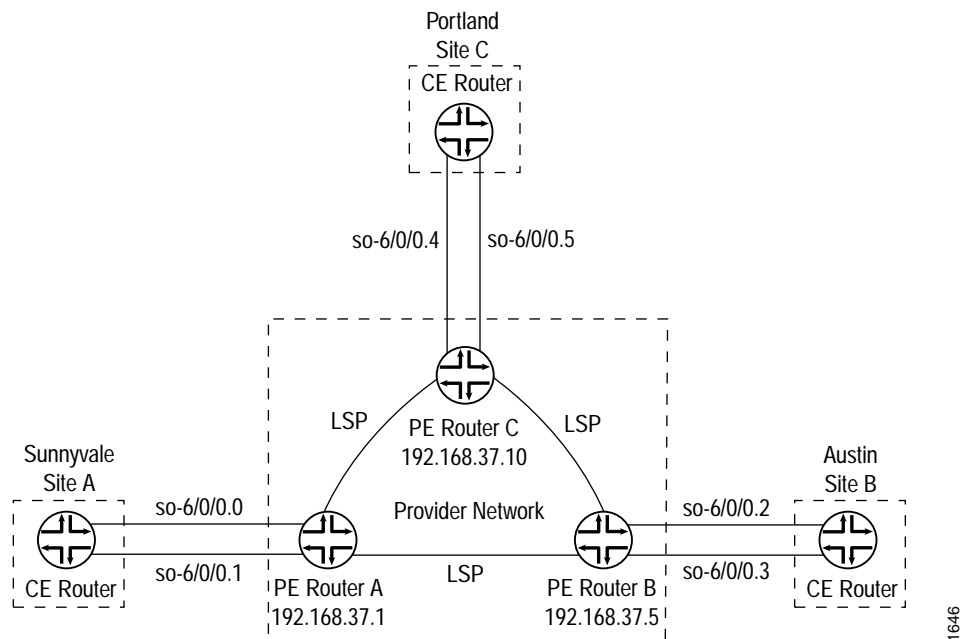 Portland
Site C
CE Router
so-6/0/0.4
so-6/0/0.5
LSP
LSP
PE Router C
192.168.37.10
Sunnyvale
Site A
Austin
Site B
so-6/0/0.0
Provider Network
so-6/0/0.2
so-6/0/0.1
LSP
so-6/0/0.3
CE Router
PE Router A
192.168.37.1
PE Router B
192.168.37.5
CE Router
1646